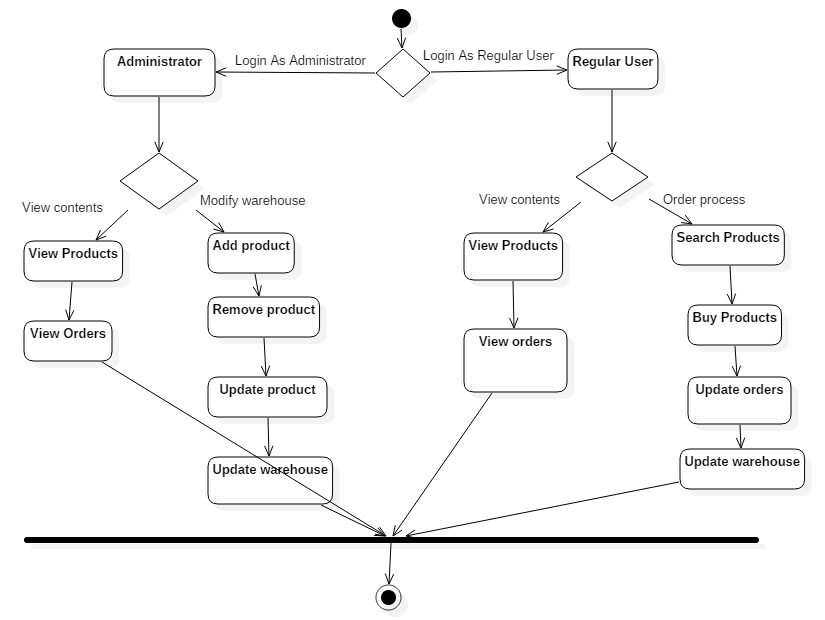 Login As Administrator
Login As Regular User
Administrator
Regular User
View contents
Modify warehouse
View contents
Order process
View Products
Add product
View Products
Search Products
View Orders
Remove product
View orders
Buy Products
Update product
Update orders
Update warehouse
Update warehouse